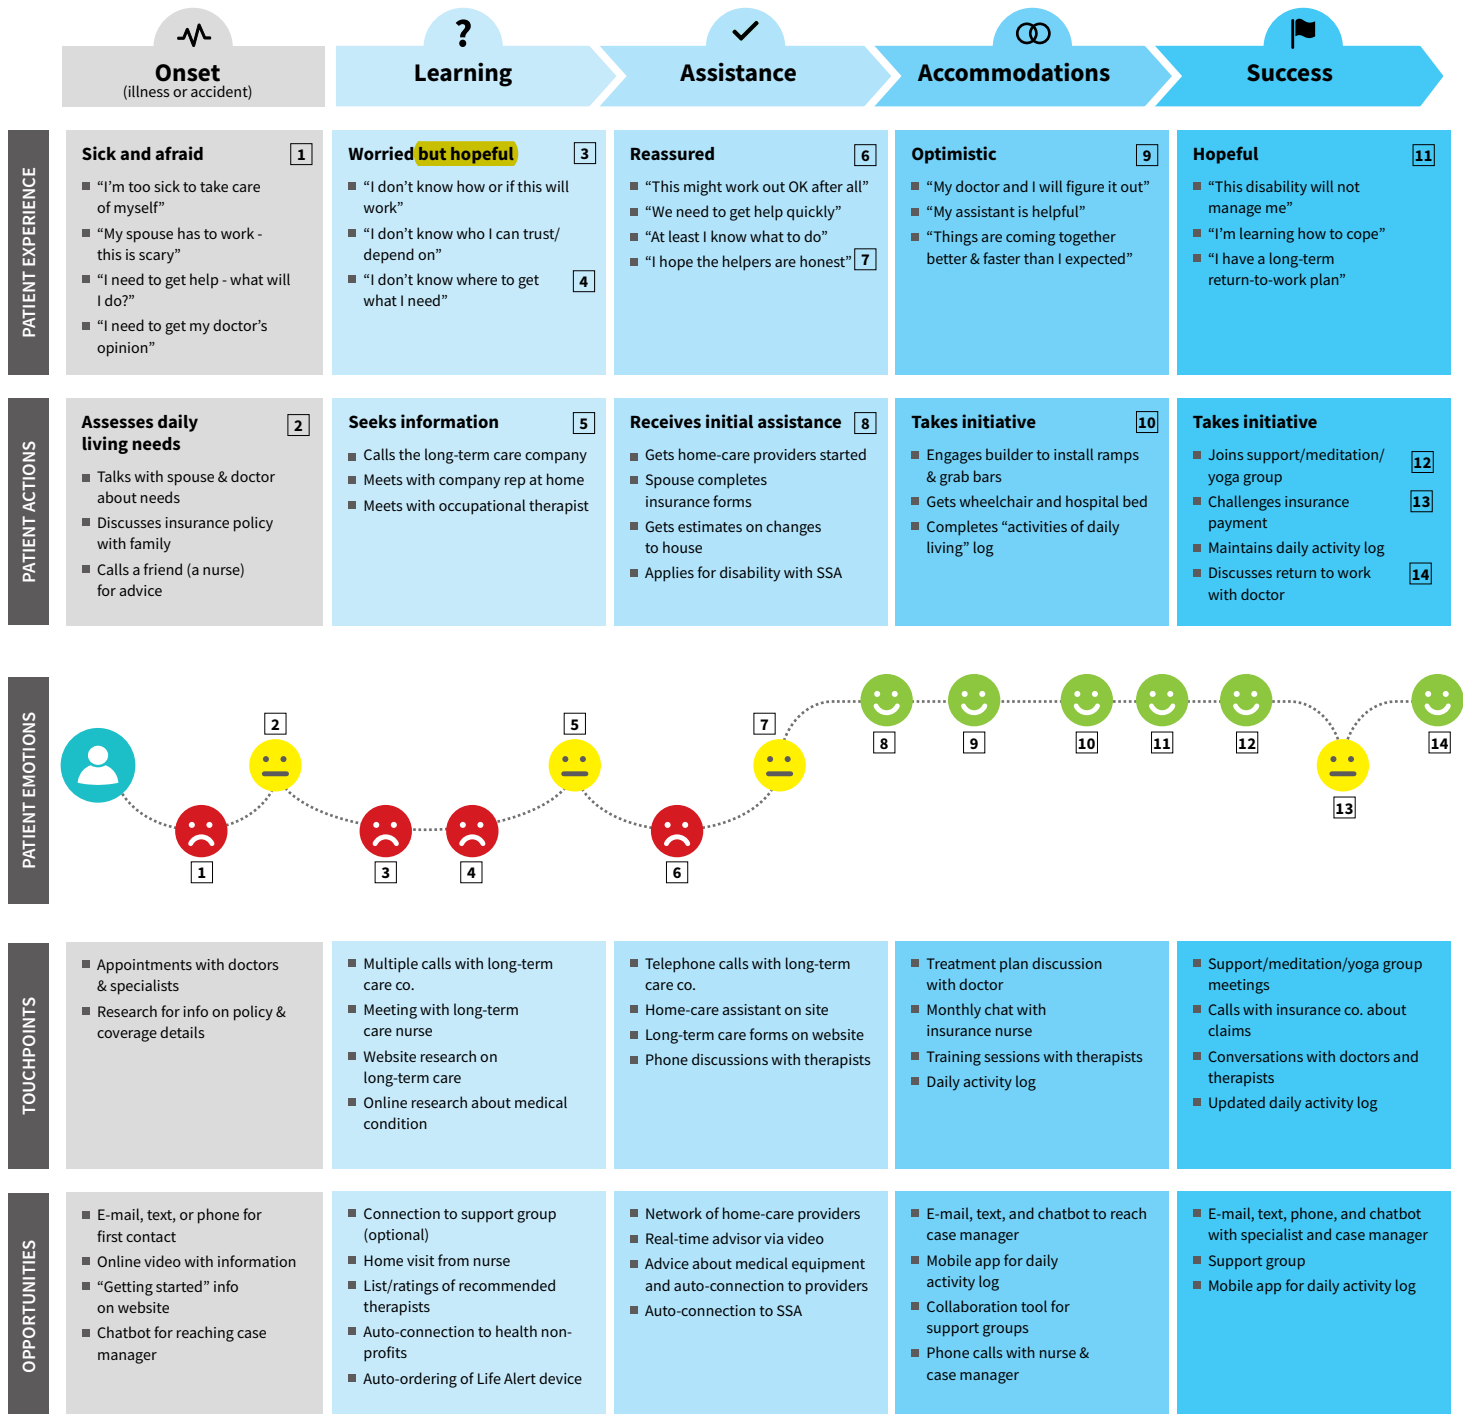 Onset
(illness or accident)
?
Learning
Assistance
Accommodations
Success
PATIENT EXPERIENCE
Sick and afraid
1
“I’m too sick to take care
of myself”
“My spouse has to work -
this is scary”
“I need to get help - what will
I do?”
“I need to get my doctor’s
opinion”
Worried but hopeful
3
“I don’t know how or if this will
work”
“I don’t know who I can trust/
depend on”
“I don’t know where to get
what I need”
4
Reassured
6
“This might work out OK after all”
“We need to get help quickly”
“At least I know what to do”
“I hope the helpers are honest”
7
Optimistic
9
“My doctor and I will figure it out”
“My assistant is helpful”
“Things are coming together
better & faster than I expected”
Hopeful
11
“This disability will not
manage me”
“I’m learning how to cope”
“I have a long-term
return-to-work plan”
PATIENT ACTIONS
Assesses daily
living needs
2
Talks with spouse & doctor
about needs
Discusses insurance policy
with family
Calls a friend (a nurse)
for advice
Seeks information
5
Calls the long-term care company
Meets with company rep at home
Meets with occupational therapist
Receives initial assistance
8
Gets home-care providers started
Spouse completes
insurance forms
Gets estimates on changes
to house
Applies for disability with SSA
Takes initiative
10
Engages builder to install ramps
& grab bars
Gets wheelchair and hospital bed
Completes “activities of daily
living” log
Takes initiative
Joins support/meditation/
yoga group
12
Challenges insurance
payment
13
Maintains daily activity log
Discusses return to work
with doctor
14
PATIENT EMOTIONS
1
2
3
4
5
6
7
8
9
10
11
12
13
14
TOUCHPOINTS
Appointments with doctors
& specialists
Research for info on policy &
coverage details
Multiple calls with long-term
care co.
Meeting with long-term
care nurse
Website research on
long-term care
Online research about medical
condition
Telephone calls with long-term
care co.
Home-care assistant on site
Long-term care forms on website
Phone discussions with therapists
Treatment plan discussion
with doctor
Monthly chat with
insurance nurse
Training sessions with therapists
Daily activity log
Support/meditation/yoga group
meetings
Calls with insurance co. about
claims
Conversations with doctors and
therapists
Updated daily activity log
OPPORTUNITIES
E-mail, text, or phone for
first contact
Online video with information
“Getting started” info
on website
Chatbot for reaching case
manager
Connection to support group
(optional)
Home visit from nurse
List/ratings of recommended
therapists
Auto-connection to health non-
profits
Auto-ordering of Life Alert device
Network of home-care providers
Real-time advisor via video
Advice about medical equipment
and auto-connection to providers
Auto-connection to SSA
E-mail, text, and chatbot to reach
case manager
Mobile app for daily
activity log
Collaboration tool for
support groups
Phone calls with nurse &
case manager
E-mail, text, phone, and chatbot
with specialist and case manager
Support group
Mobile app for daily activity log